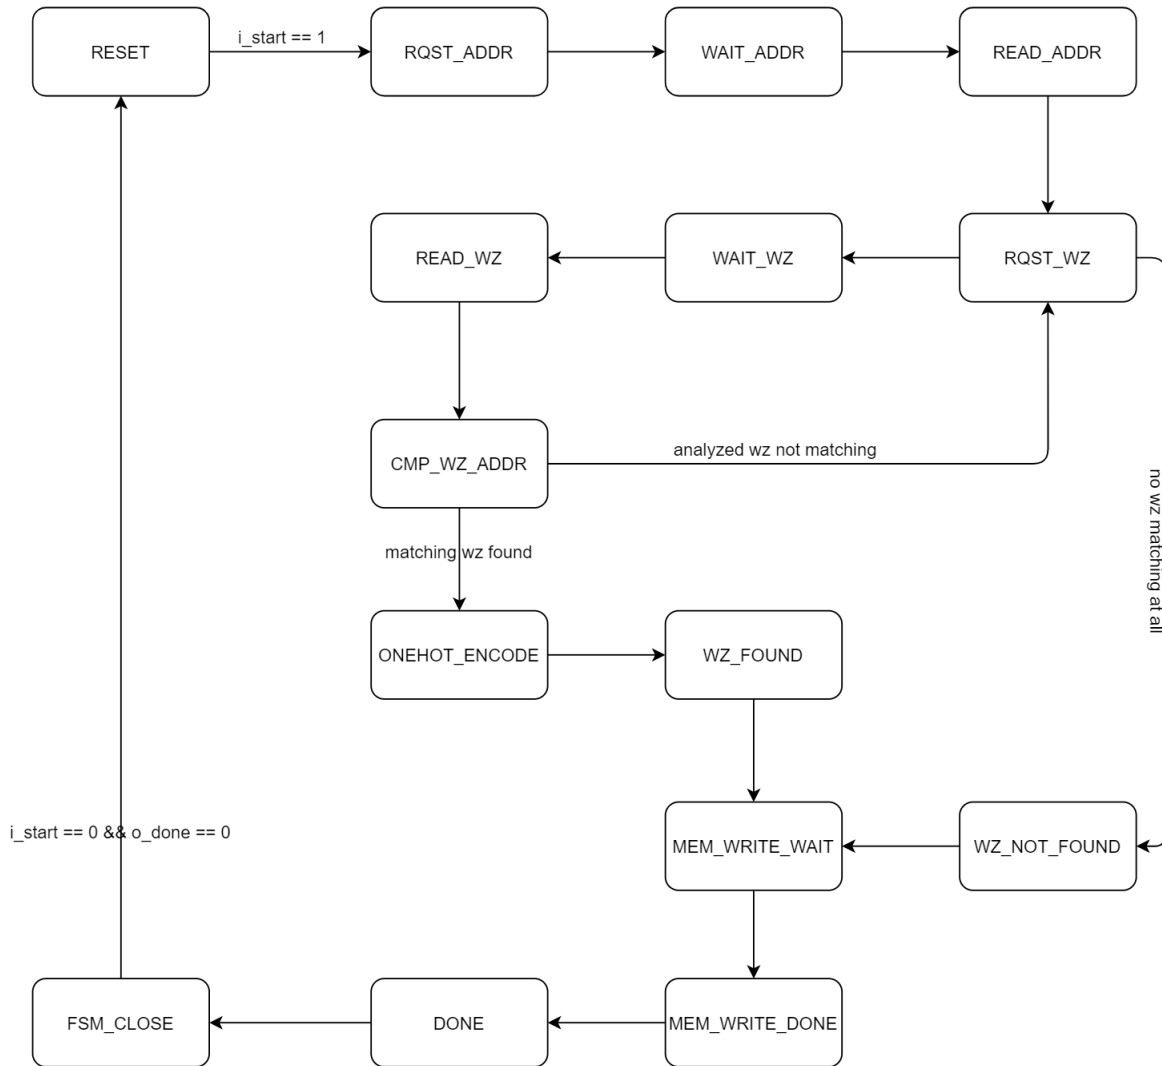 RESET
i_start == 1
RQST_ADDR
WAIT_ADDR
READ_ADDR
READ_WZ
WAIT_WZ
RQST_WZ
CMP_WZ_ADDR
analyzed wz not matching
no wz matching at all
matching wz found
ONEHOT_ENCODE
WZ_FOUND
i_start == 0 && o_done == 0
MEM_WRITE_WAIT
WZ_NOT_FOUND
FSM_CLOSE
DONE
MEM_WRITE_DONE